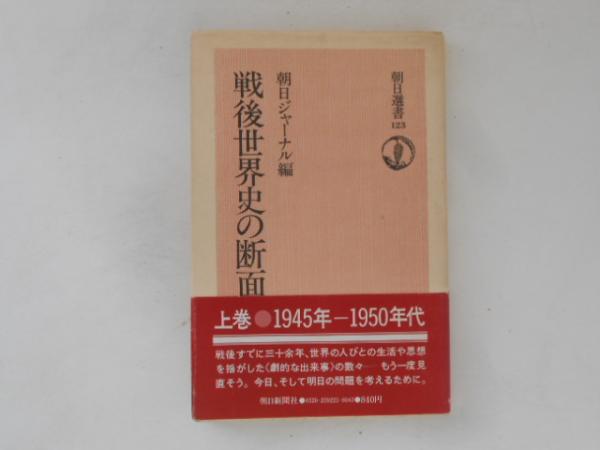 朝日選書
123
朝日ジャーナル編
戦後世界史の断面
上巻●1945年−1950年代
戦後すでに三十余年、世界の人びとの生活や思想
を揺がした〈劇的な出来事〉の数々── もう一度見
直そう。今日、そして明日の問題を考えるために。
朝日新聞社●0320-259223-0042●840円